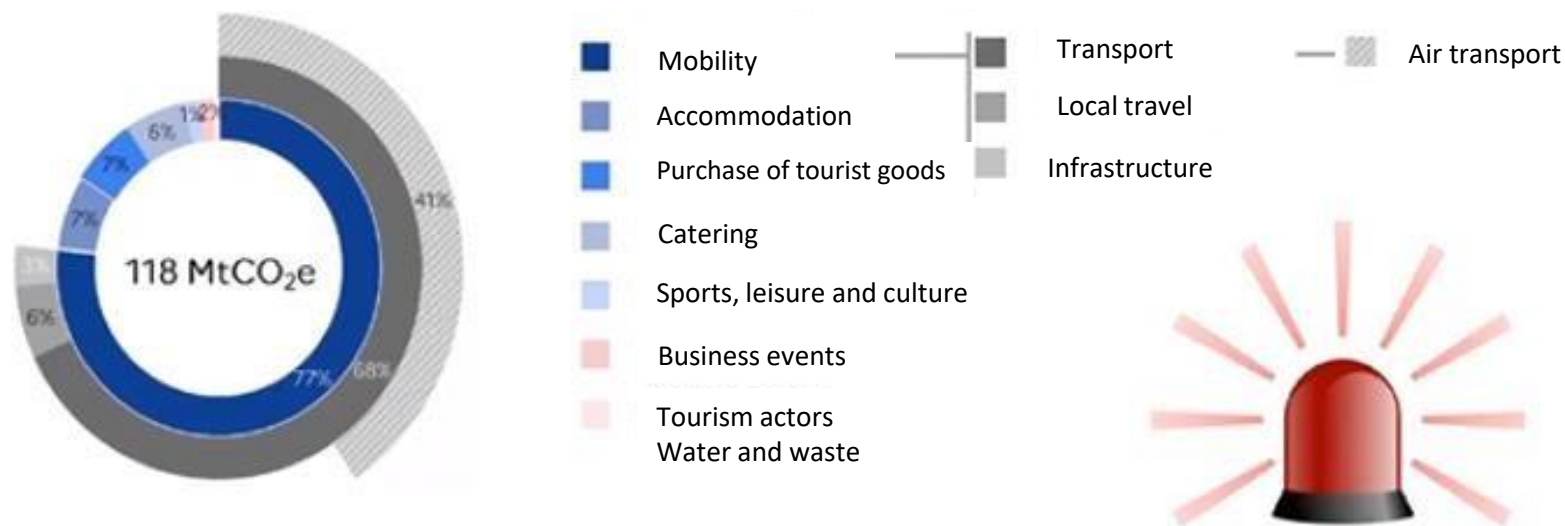 1%
2%
6%
7%
7%
41%
118 MtCO₂e
3%
6%
77%
68%
Mobility
Accommodation
Purchase of tourist goods
Catering
Sports, leisure and culture
Business events
Tourism actors
Water and waste
Transport
Local travel
Infrastructure
Air transport